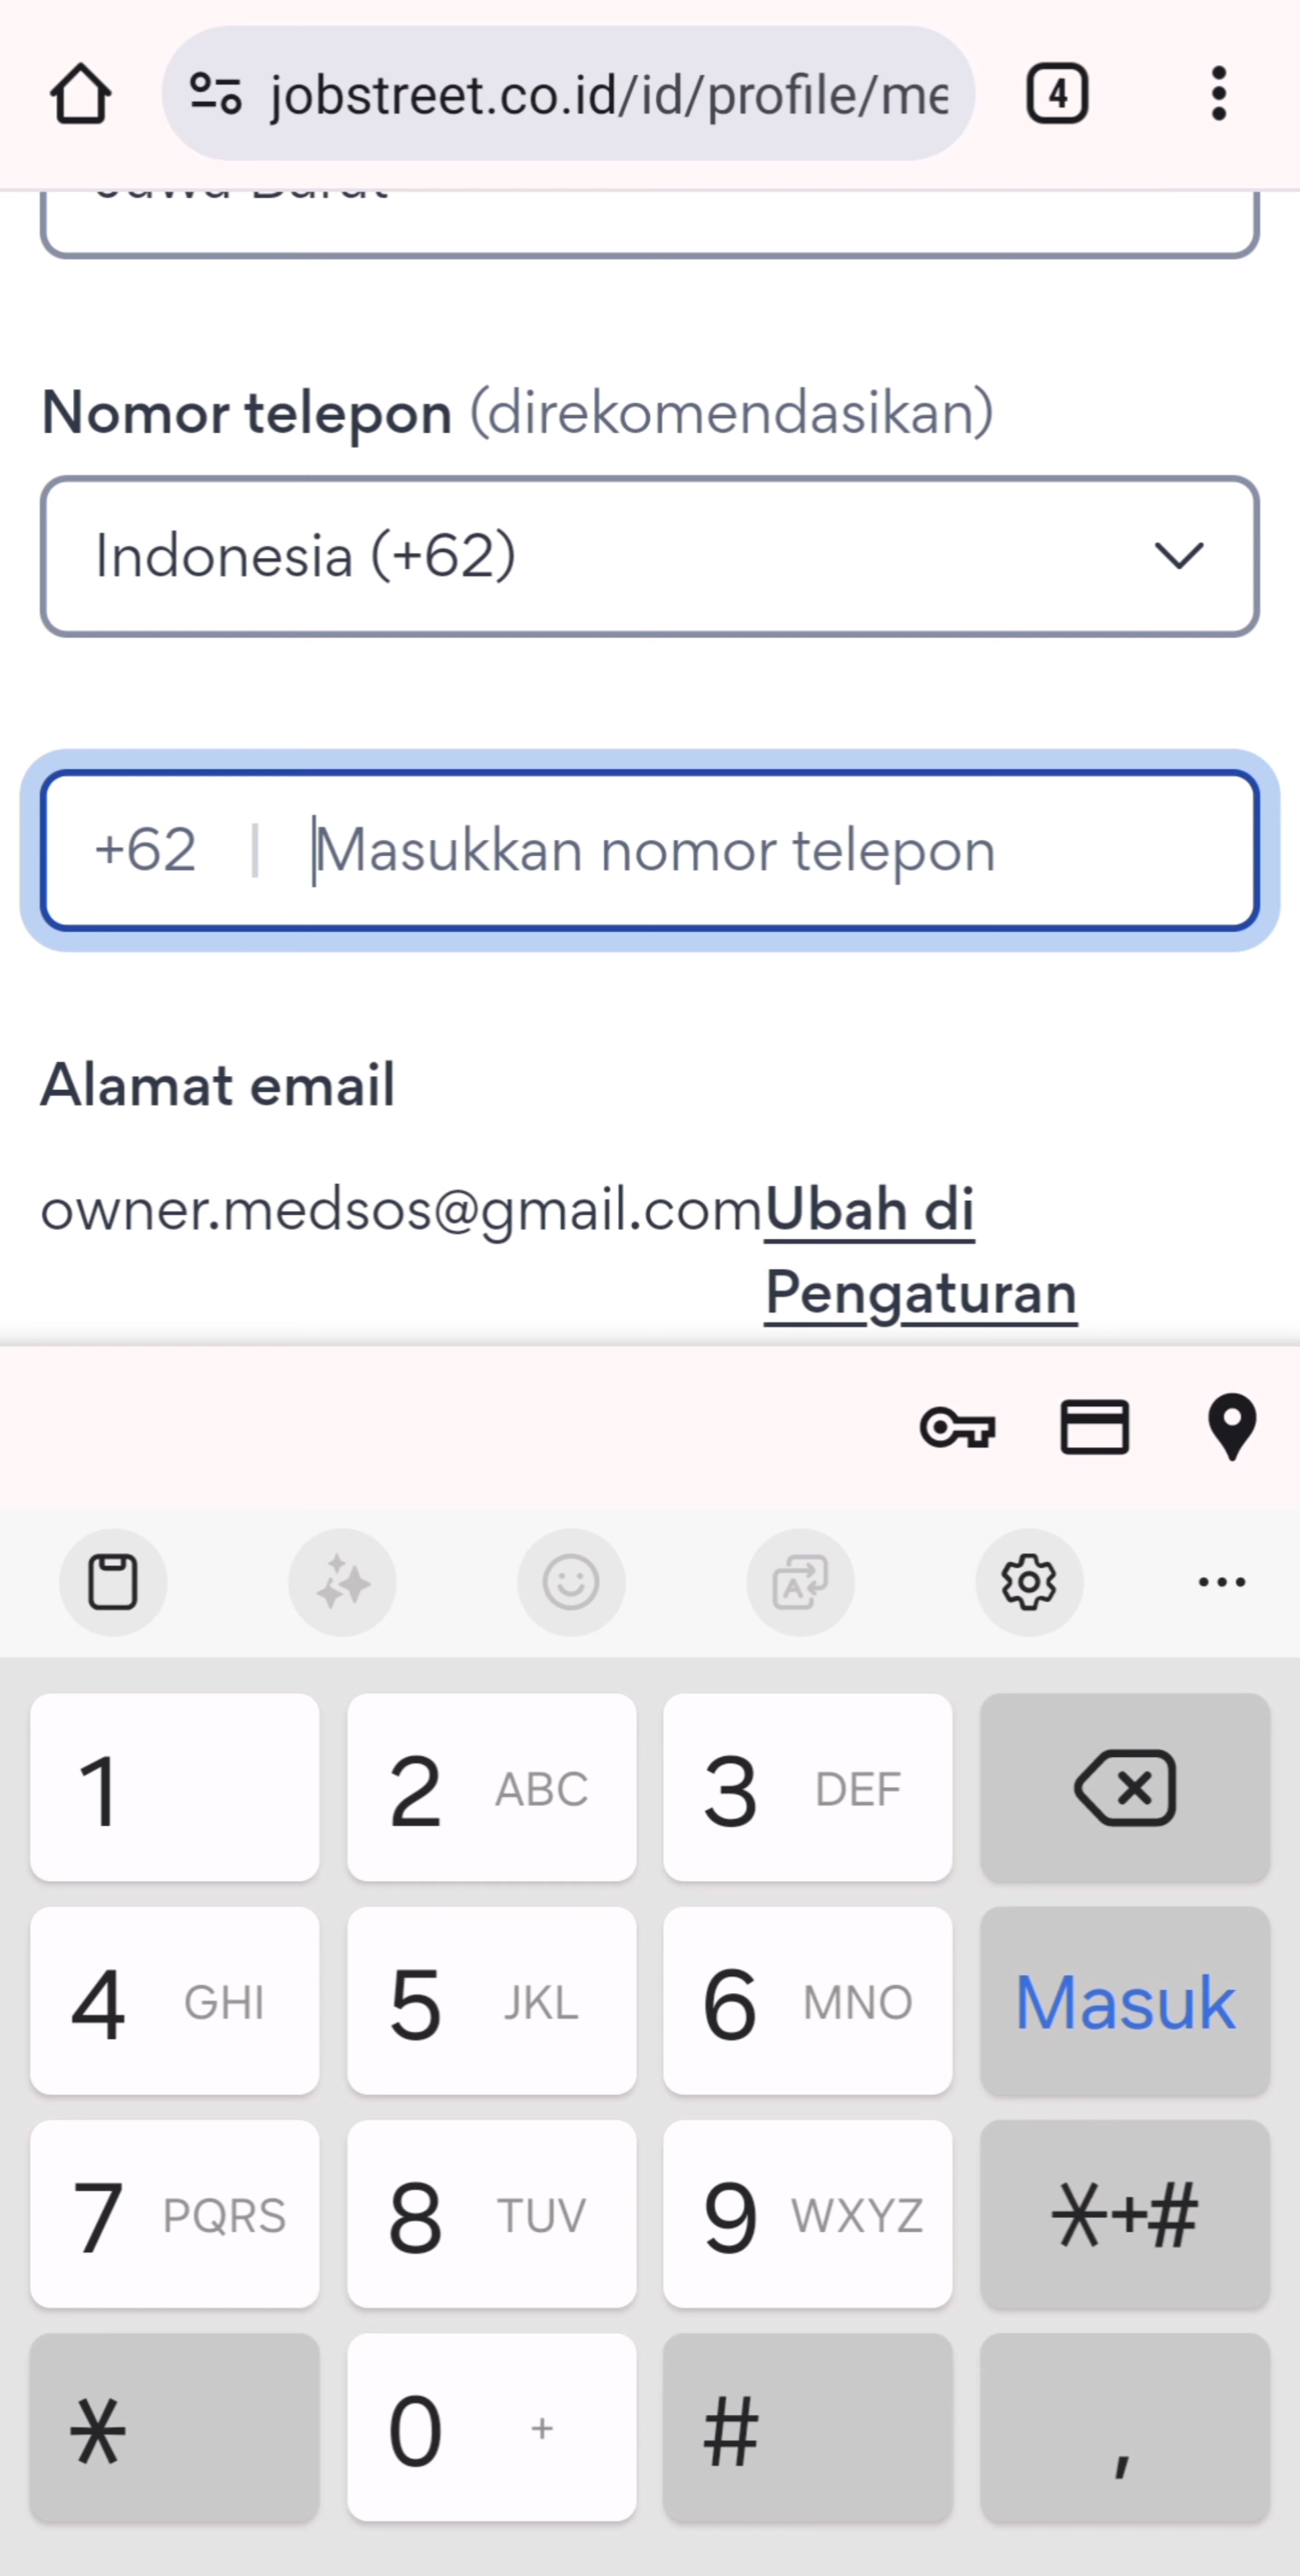 jobstreet.co.id/id/profile/me
4
Jawa Barat
Nomor telepon (direkomendasikan)
Indonesia (+62)
+62 | Masukkan nomor telepon
Alamat email
owner.medsos@gmail.comUbah di
Pengaturan
1 2 ABC 3 DEF
4 GHI 5 JKL 6 MNO Masuk
7 PQRS 8 TUV 9 WXYZ *+#
* 0 + # ,